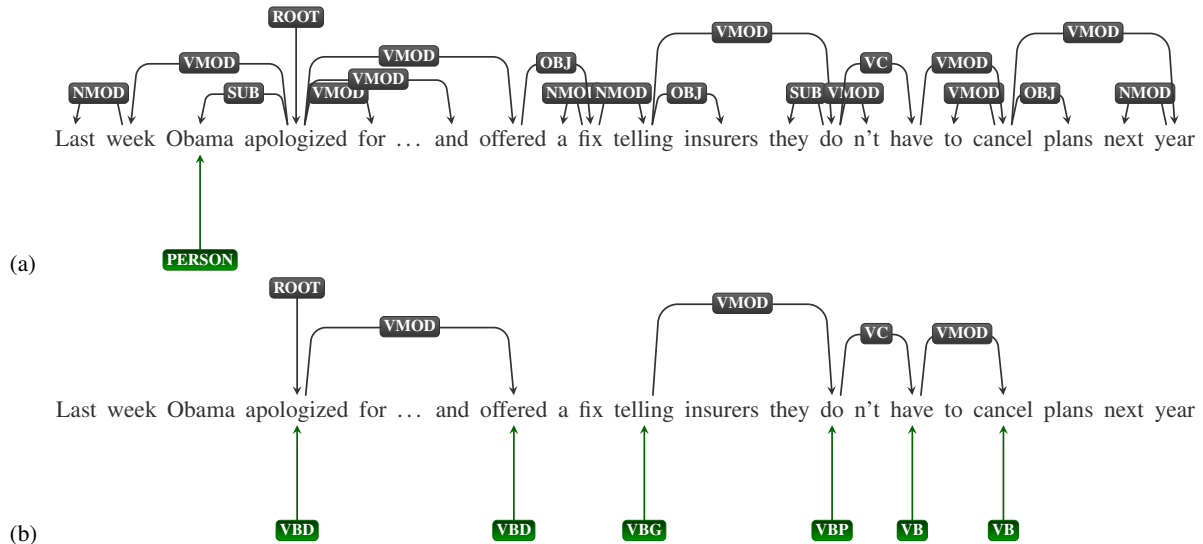 ROOT
VMOD VMOD OBJ VMOD VC VMOD VMOD
NMOD SUB VMOD VMOD NMOD NMOD OBJ SUB VMOD VMOD OBJ NMOD
Last week Obama apologized for … and offered a fix telling insurers they do n't have to cancel plans next year
PERSON
(a)
ROOT
VMOD VMOD VC VMOD
Last week Obama apologized for … and offered a fix telling insurers they do n't have to cancel plans next year
VBD VBD VBG VBP VB VB
(b)